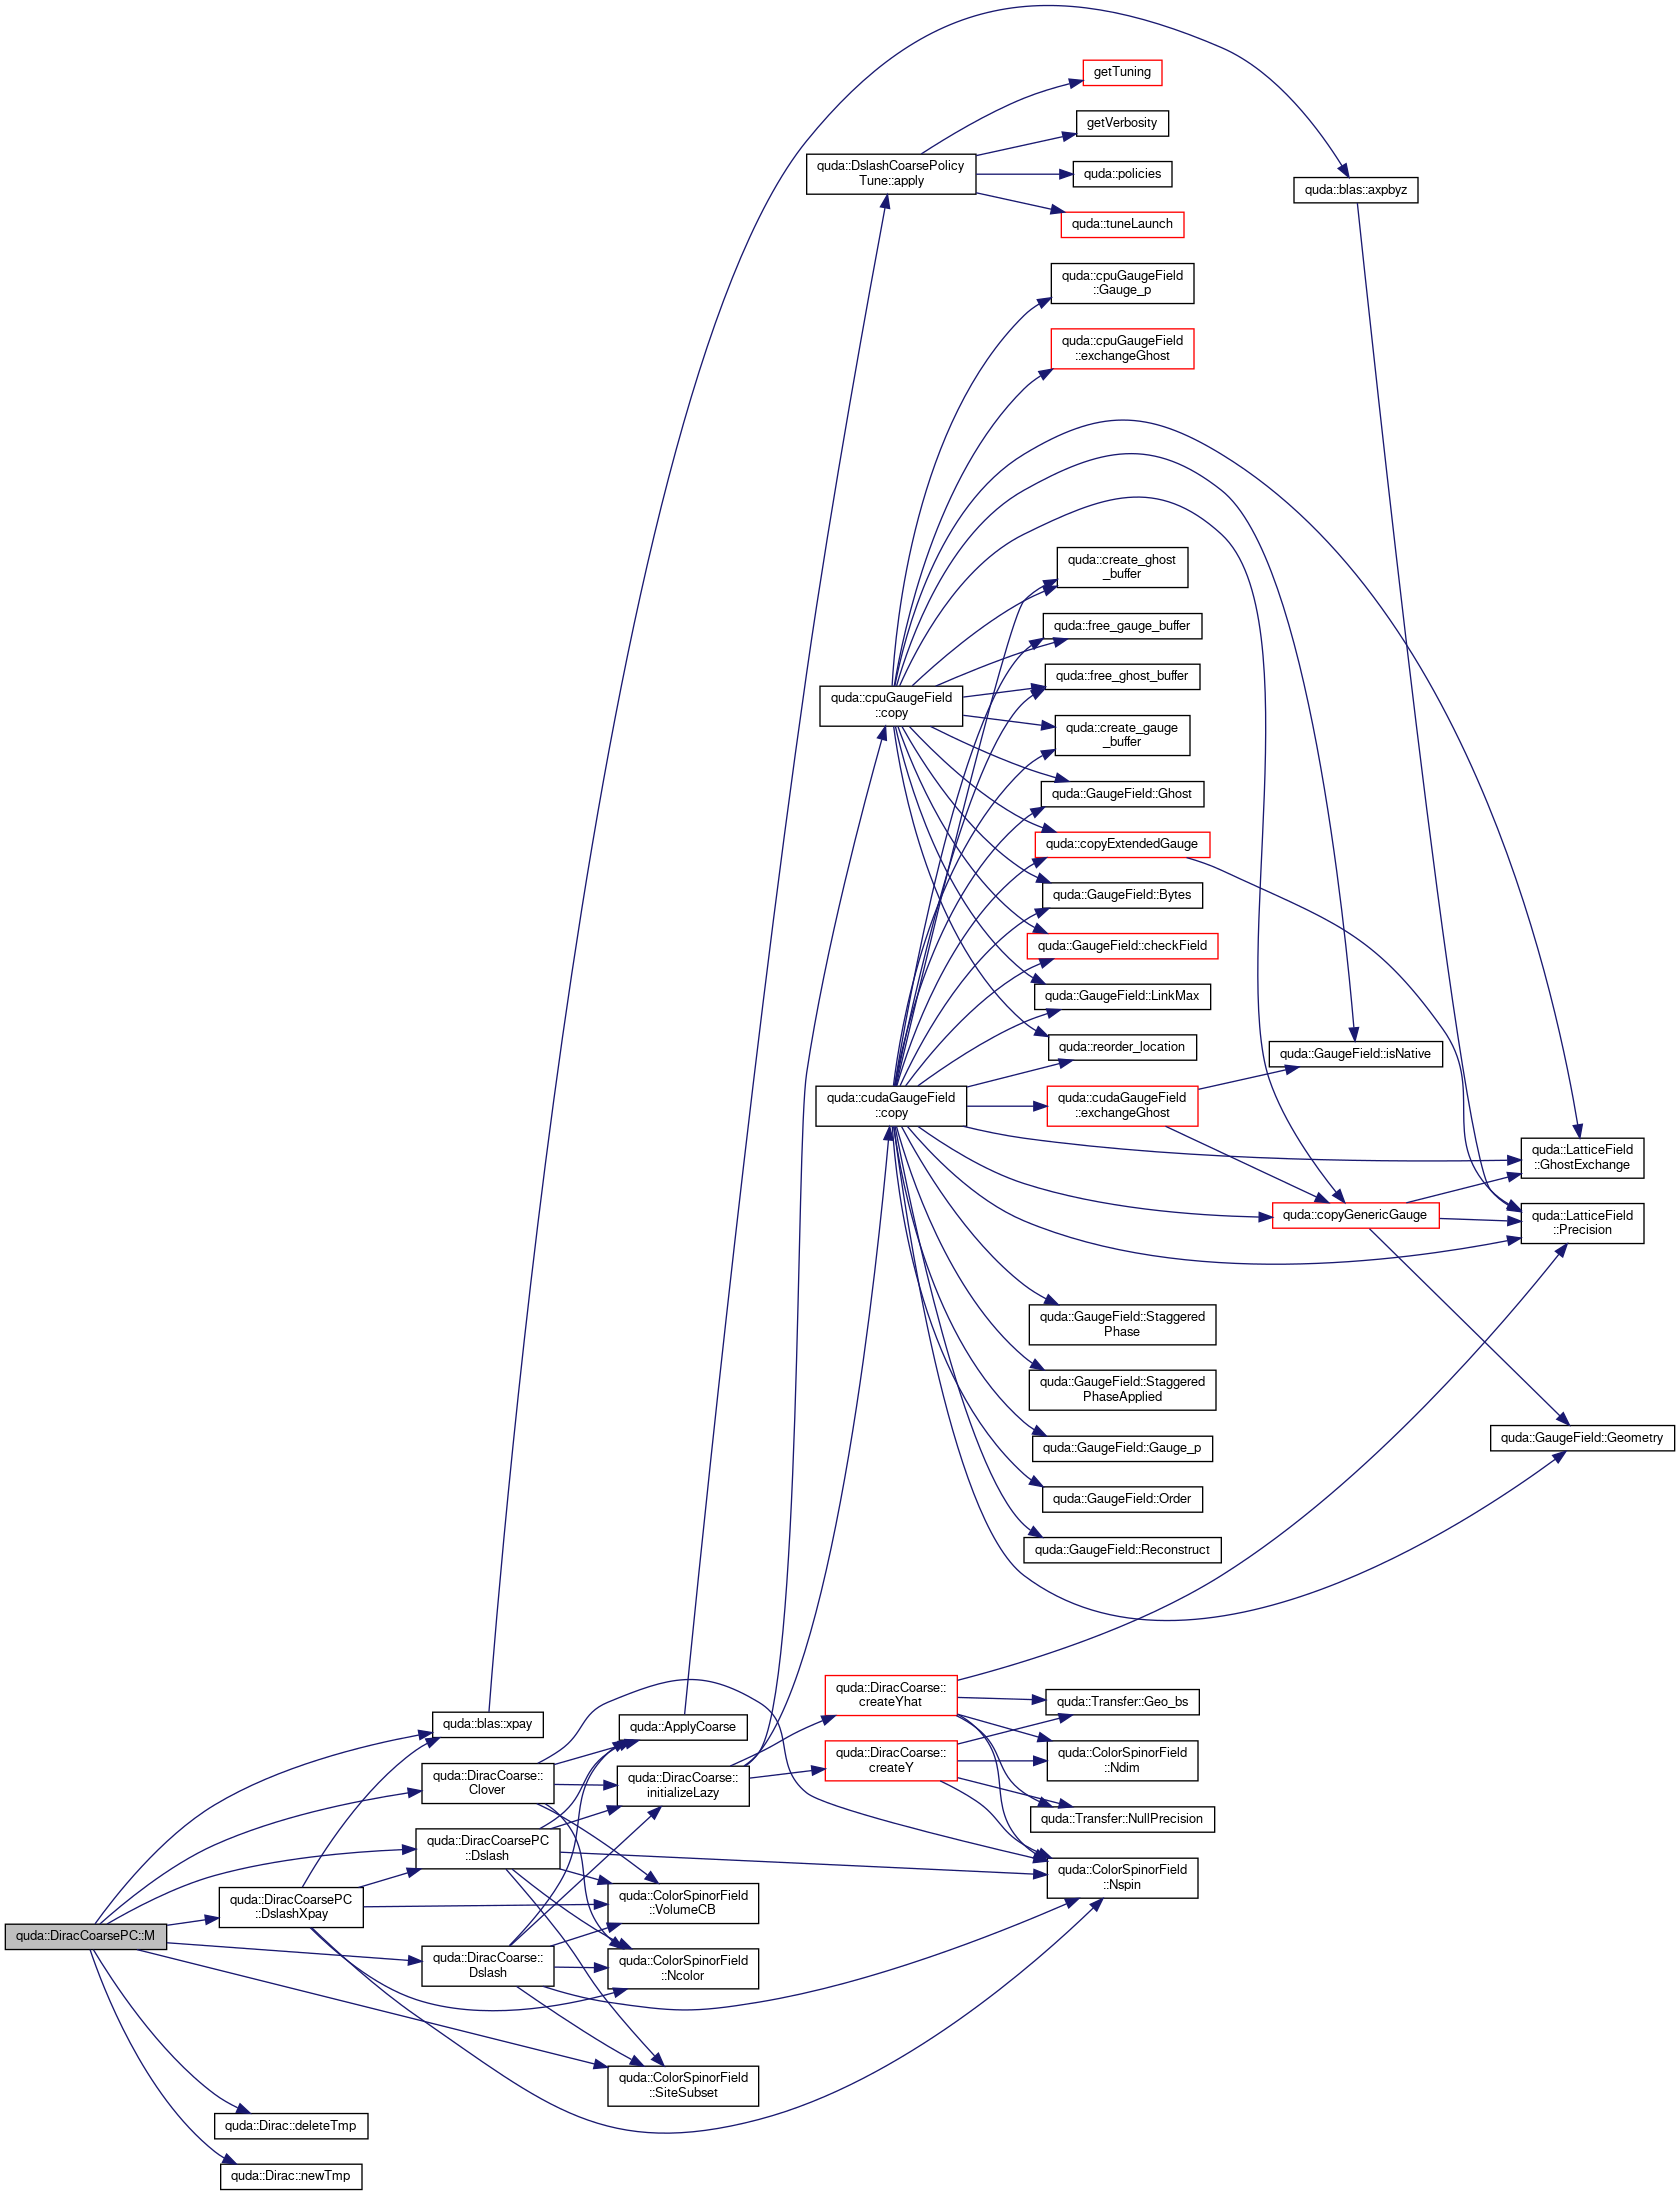 getTuning
getVerbosity
quda::DslashCoarsePolicy
Tune::apply
quda::policies
quda::blas::axpbyz
quda::tuneLaunch
quda::cpuGaugeField
::Gauge_p
quda::cpuGaugeField
::exchangeGhost
quda::create_ghost
_buffer
quda::free_gauge_buffer
quda::free_ghost_buffer
quda::cpuGaugeField
::copy
quda::create_gauge
_buffer
quda::GaugeField::Ghost
quda::copyExtendedGauge
quda::GaugeField::Bytes
quda::GaugeField::checkField
quda::GaugeField::LinkMax
quda::reorder_location
quda::GaugeField::isNative
quda::cudaGaugeField
::copy
quda::cudaGaugeField
::exchangeGhost
quda::LatticeField
::GhostExchange
quda::copyGenericGauge
quda::LatticeField
::Precision
quda::GaugeField::Staggered
Phase
quda::GaugeField::Staggered
PhaseApplied
quda::GaugeField::Gauge_p
quda::GaugeField::Geometry
quda::GaugeField::Order
quda::GaugeField::Reconstruct
quda::DiracCoarse::
createYhat
quda::Transfer::Geo_bs
quda::blas::xpay
quda::ApplyCoarse
quda::DiracCoarse::
createY
quda::ColorSpinorField
::Ndim
quda::DiracCoarse::
Clover
quda::DiracCoarse::
initializeLazy
quda::Transfer::NullPrecision
quda::DiracCoarsePC
::Dslash
quda::ColorSpinorField
::Nspin
quda::DiracCoarsePC
::DslashXpay
quda::ColorSpinorField
::VolumeCB
quda::DiracCoarsePC::M
quda::DiracCoarse::
Dslash
quda::ColorSpinorField
::Ncolor
quda::ColorSpinorField
::SiteSubset
quda::Dirac::deleteTmp
quda::Dirac::newTmp